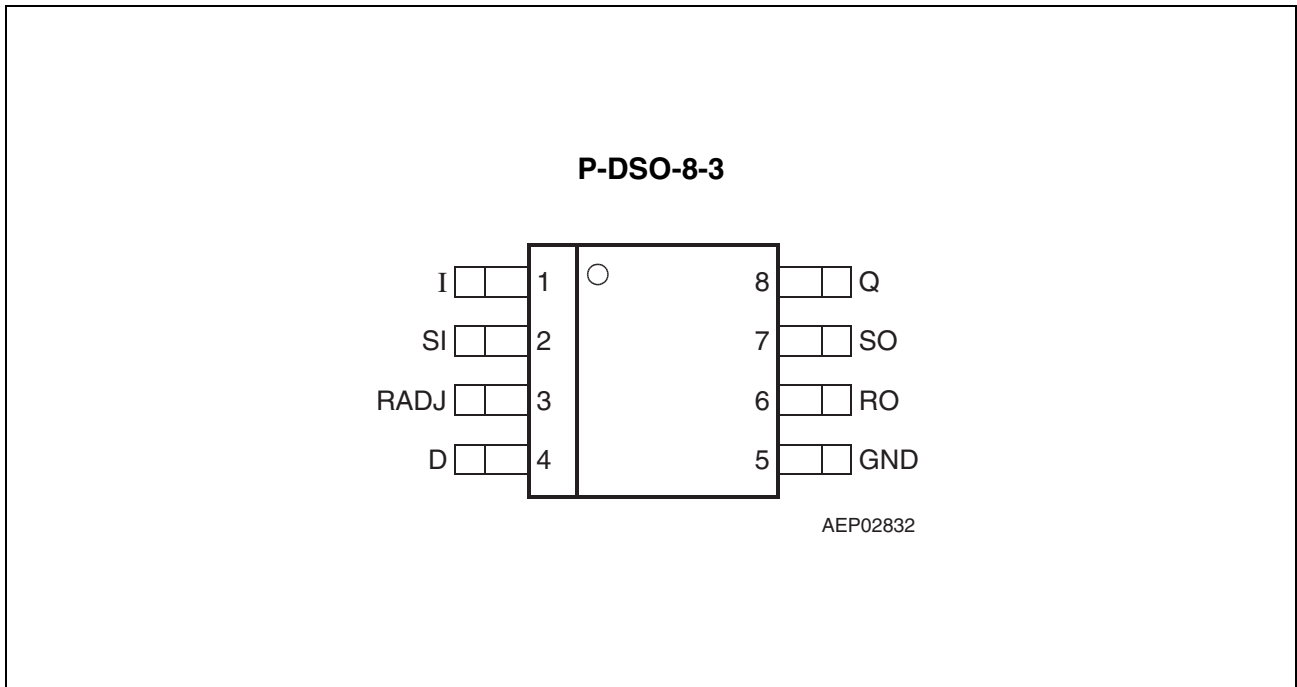 P-DSO-8-3
I 1 8 Q
SI 2 7 SO
RADJ 3 6 RO
D 4 5 GND
AEP02832